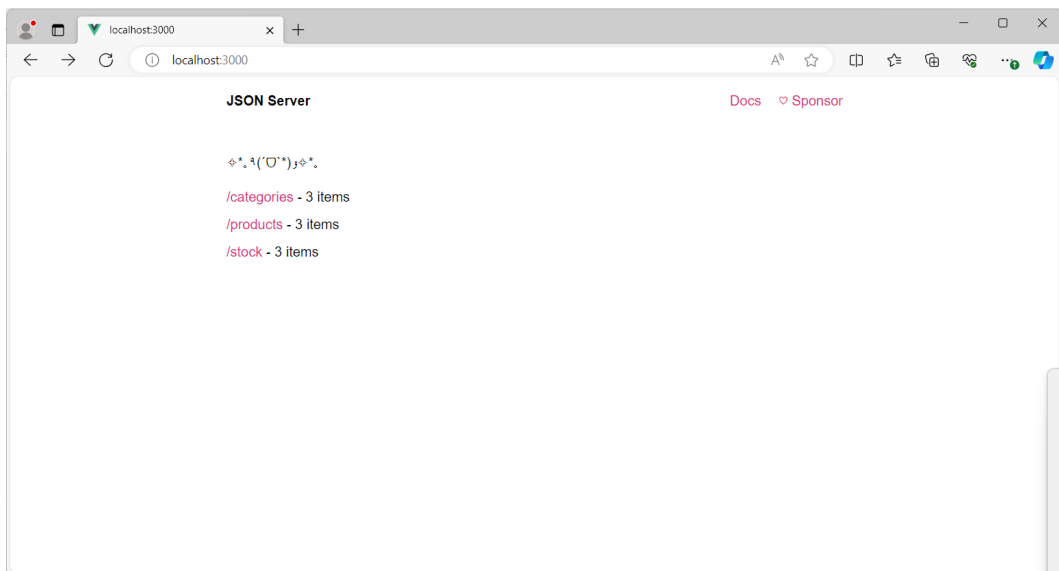 localhost:3000
localhost:3000
JSON Server
Docs
♡ Sponsor
✧*｡٩(ˊᗜˋ*)و✧*｡
/categories - 3 items
/products - 3 items
/stock - 3 items